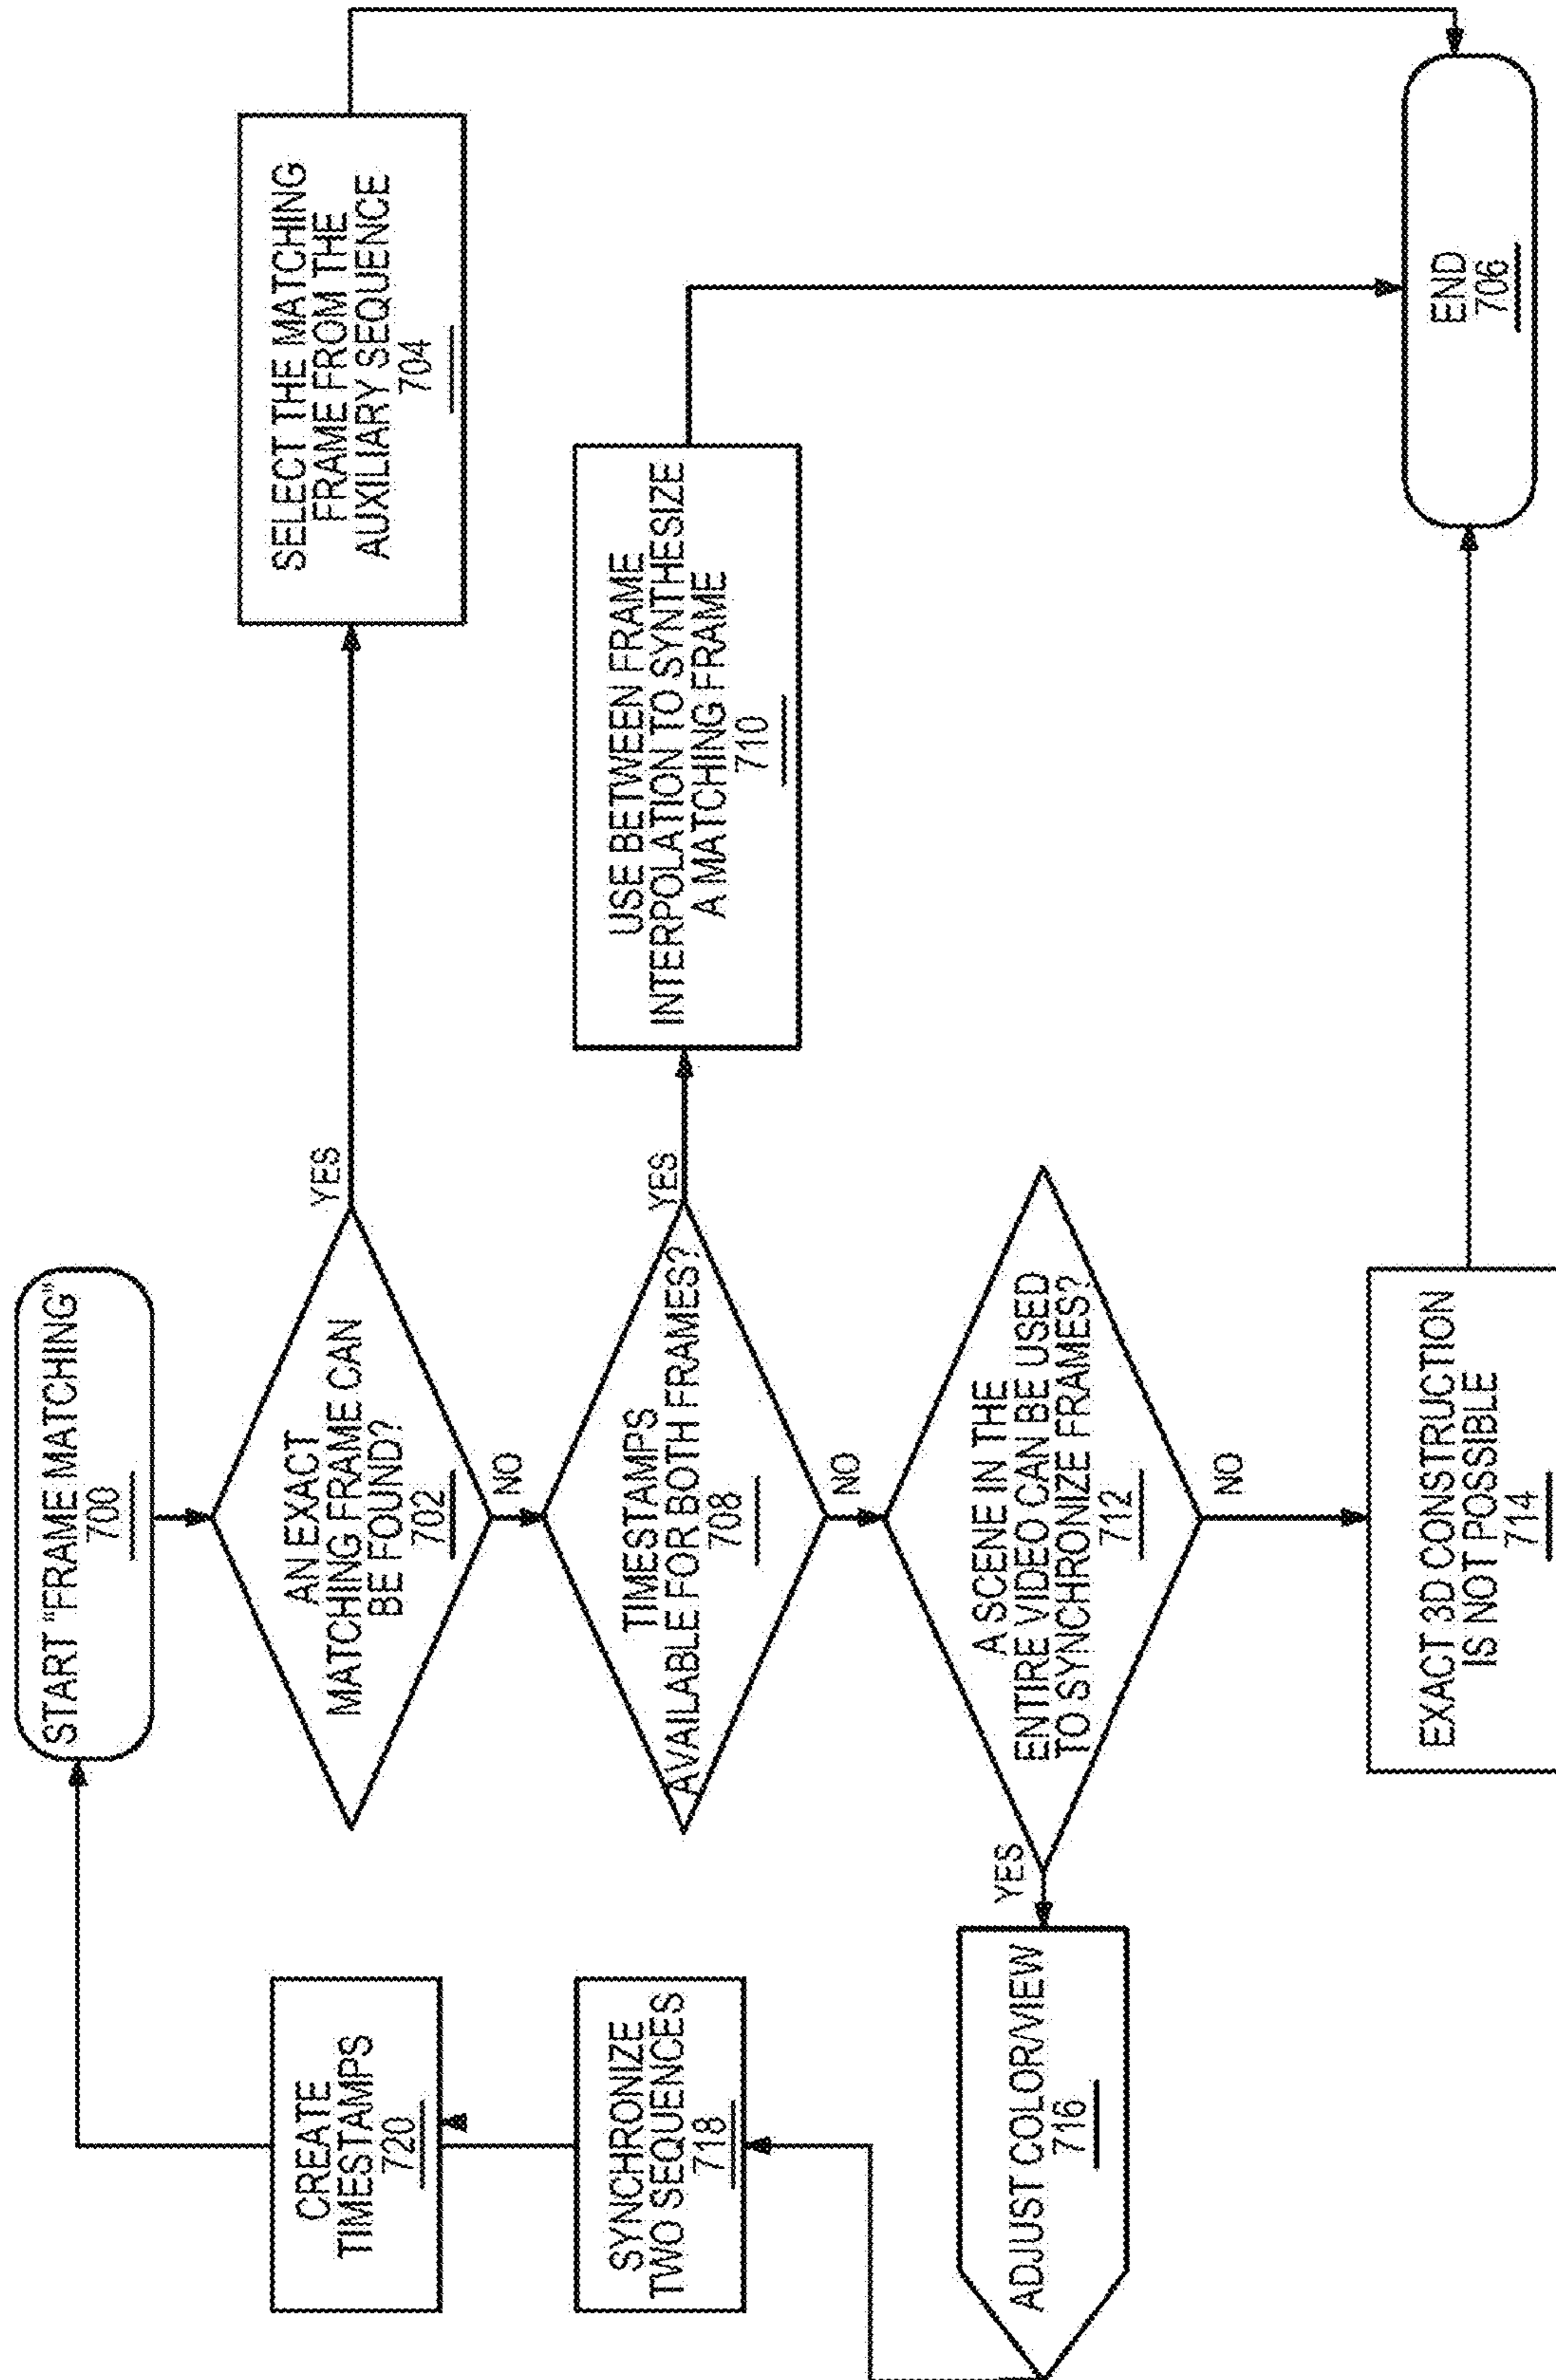 START "FRAME MATCHING"
700
AN EXACT
MATCHING FRAME CAN
BE FOUND?
702
YES
SELECT THE MATCHING
FRAME FROM THE
AUXILIARY SEQUENCE
704
NO
TIMESTAMPS
AVAILABLE FOR BOTH FRAMES?
708
YES
USE BETWEEN FRAME
INTERPOLATION TO SYNTHESIZE
A MATCHING FRAME
710
NO
A SCENE IN THE
ENTIRE VIDEO CAN BE USED
TO SYNCHRONIZE FRAMES?
712
YES
ADJUST COLOR/VIEW
716
SYNCHRONIZE
TWO SEQUENCES
718
CREATE
TIMESTAMPS
720
NO
EXACT 3D CONSTRUCTION
IS NOT POSSIBLE
714
END
706